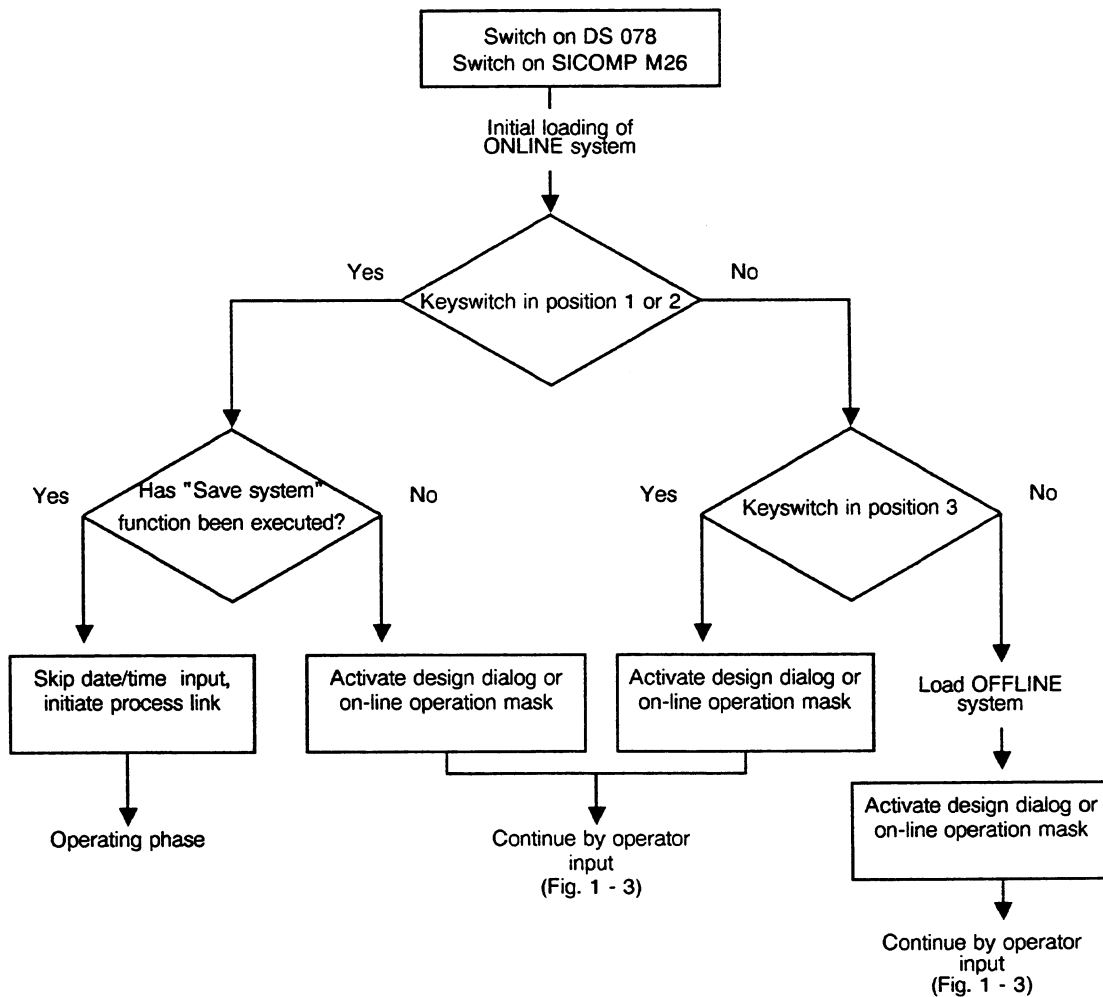 Switch on DS 078
Switch on SICOMP M26
Initial loading of
ONLINE system
Yes
No
Keyswitch in position 1 or 2
Yes
Has "Save system"
function been executed?
No
Yes
Keyswitch in position 3
No
Skip date/time input,
initiate process link
Activate design dialog or
on-line operation mask
Activate design dialog or
on-line operation mask
Load OFFLINE
system
Operating phase
Continue by operator
input
(Fig. 1 - 3)
Activate design dialog or
on-line operation mask
Continue by operator
input
(Fig. 1 - 3)